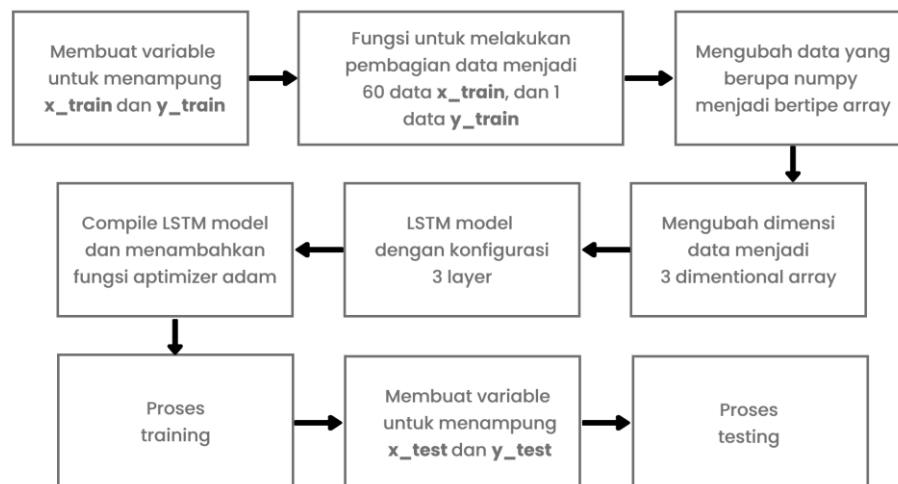 Membuat variable
untuk menampung
x_train dan y_train
Fungsi untuk melakukan
pembagian data menjadi
60 data x_train, dan 1
data y_train
Mengubah data yang
berupa numpy
menjadi bertipe array
Mengubah dimensi
data menjadi
3 dimentional array
LSTM model
dengan konfigurasi
3 layer
Compile LSTM model
dan menambahkan
fungsi aptimizer adam
Proses
training
Membuat variable
untuk menampung
x_test dan y_test
Proses
testing